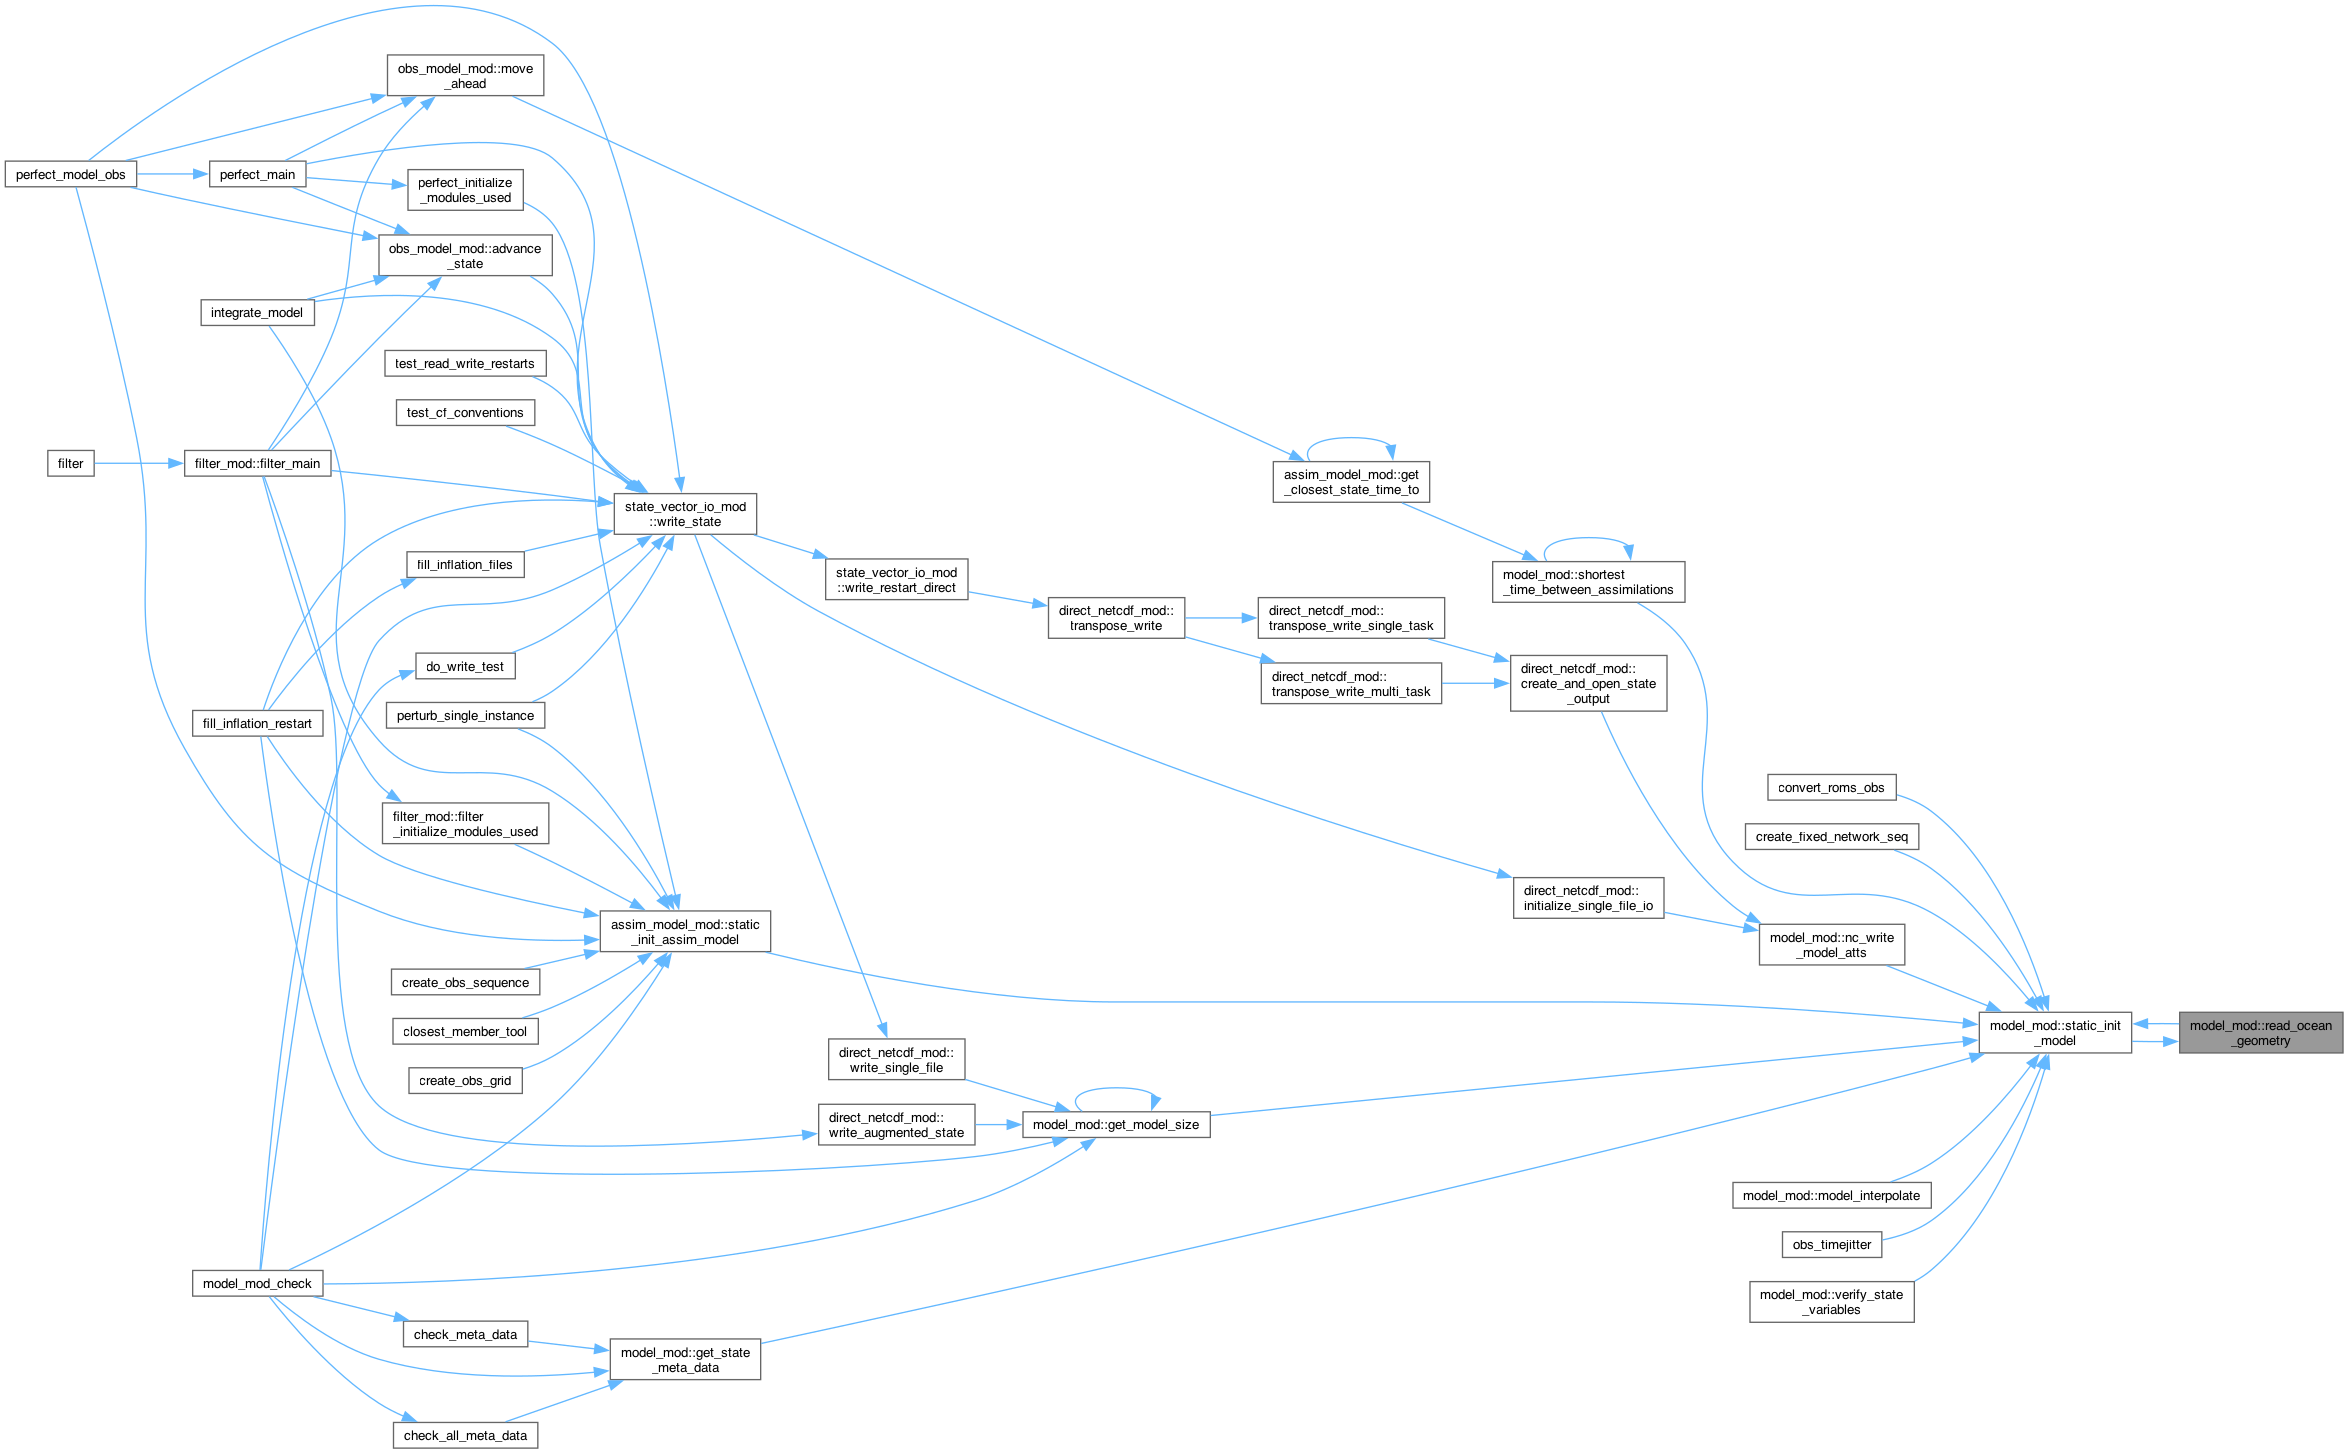 obs_model_mod::move
_ahead
perfect_model_obs
perfect_main
perfect_initialize
_modules_used
obs_model_mod::advance
_state
integrate_model
test_read_write_restarts
test_cf_conventions
filter
filter_mod::filter_main
assim_model_mod::get
_closest_state_time_to
state_vector_io_mod
::write_state
fill_inflation_files
state_vector_io_mod
::write_restart_direct
model_mod::shortest
_time_between_assimilations
direct_netcdf_mod::
transpose_write
direct_netcdf_mod::
transpose_write_single_task
do_write_test
direct_netcdf_mod::
transpose_write_multi_task
direct_netcdf_mod::
create_and_open_state
_output
perturb_single_instance
fill_inflation_restart
convert_roms_obs
filter_mod::filter
_initialize_modules_used
create_fixed_network_seq
direct_netcdf_mod::
initialize_single_file_io
assim_model_mod::static
_init_assim_model
model_mod::nc_write
_model_atts
create_obs_sequence
closest_member_tool
model_mod::static_init
_model
model_mod::read_ocean
_geometry
direct_netcdf_mod::
write_single_file
create_obs_grid
direct_netcdf_mod::
write_augmented_state
model_mod::get_model_size
model_mod::model_interpolate
obs_timejitter
model_mod_check
model_mod::verify_state
_variables
check_meta_data
model_mod::get_state
_meta_data
check_all_meta_data